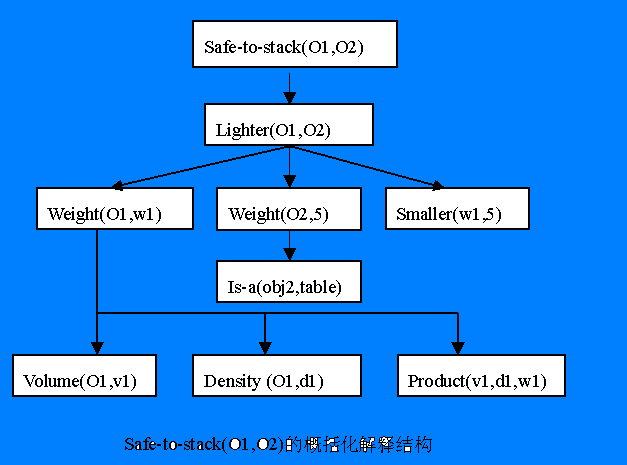 Safe-to-stack(O1,O2)
Lighter(O1,O2)
Weight(O1,w1)
Weight(O2,5)
Smaller(w1,5)
Is-a(obj2,table)
Volume(O1,v1)
Density (O1,d1)
Product(v1,d1,w1)
Safe-to-stack(O1,O2)的概括化解释结构